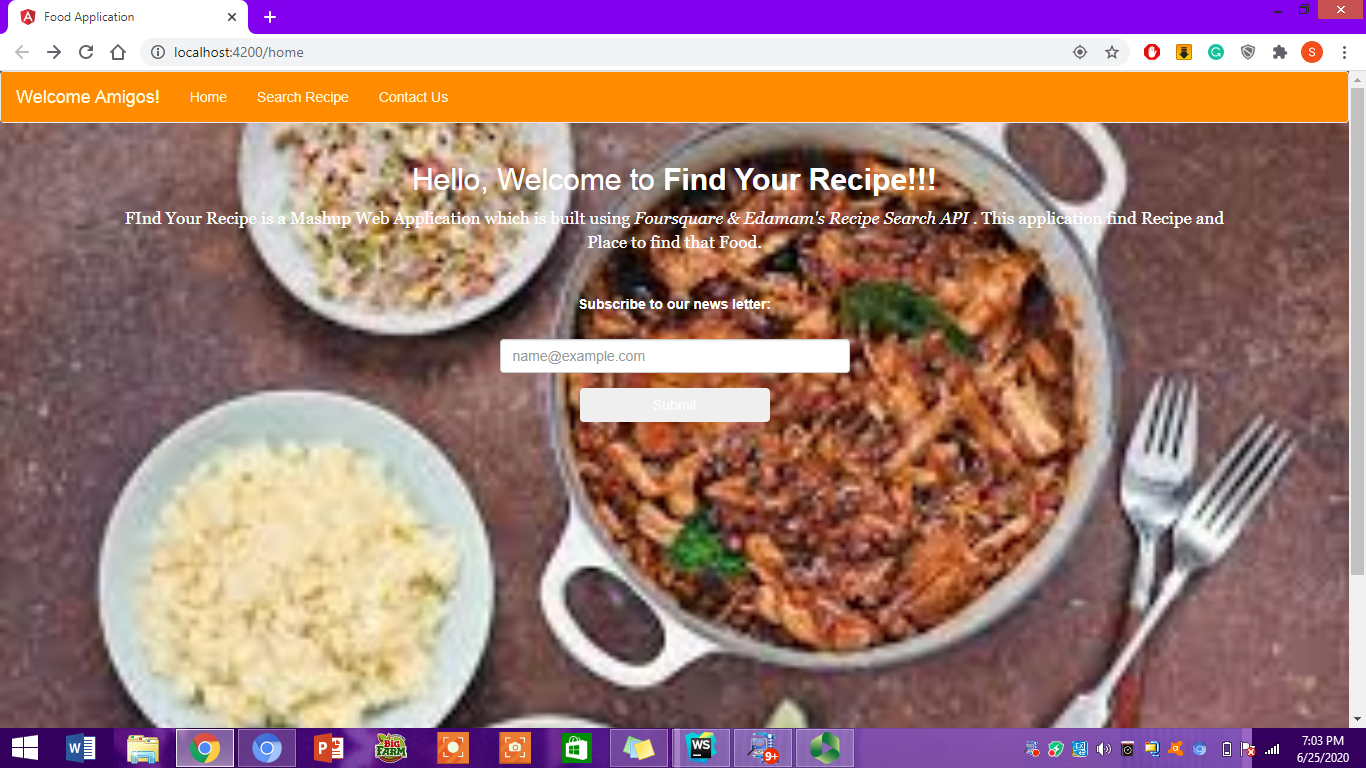 Food Application
localhost:4200/home
S
Welcome Amigos!
Home
Search Recipe
Contact Us
Hello, Welcome to Find Your Recipe!!!
FInd Your Recipe is a Mashup Web Application which is built using Foursquare & Edamam's Recipe Search API . This application find Recipe and
Place to find that Food.
Subscribe to our news letter:
name@example.com
Submit
BIG
FARM
WS
9+
7:03 PM
6/25/2020